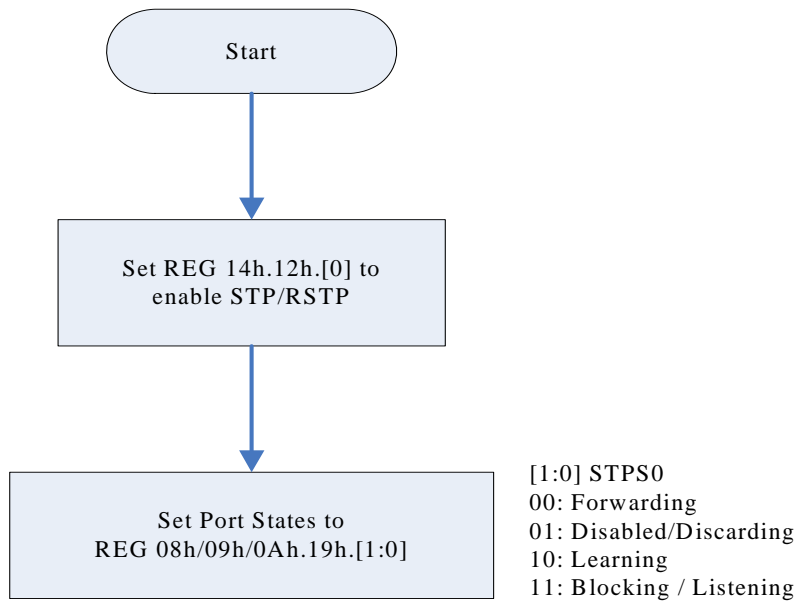 Start
Set REG 14h.12h.[0] to
enable STP/RSTP
Set Port States to
REG 08h/09h/0Ah.19h.[1:0]
[1:0] STPS0
00: Forwarding
01: Disabled/Discarding
10: Learning
11: Blocking / Listening